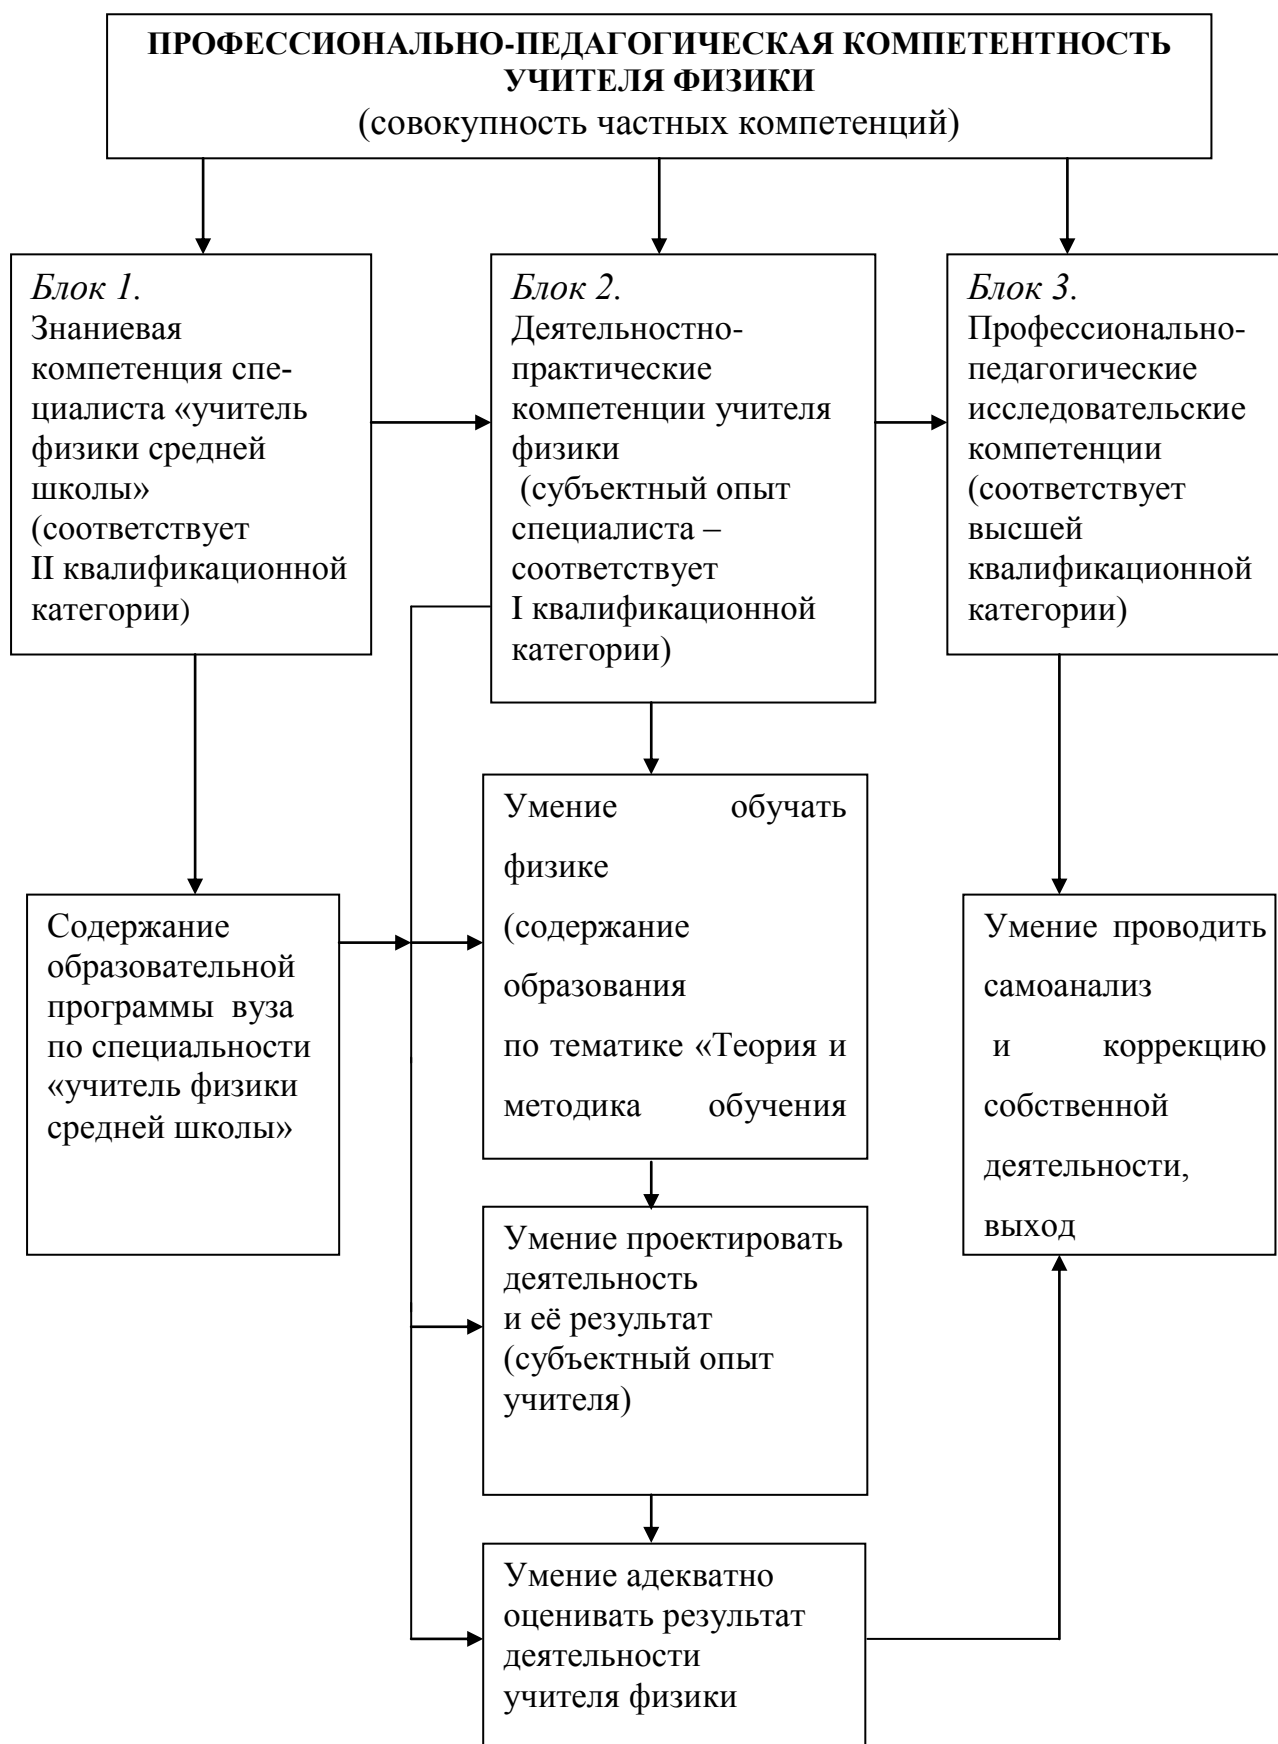 ПРОФЕССИОНАЛЬНО-ПЕДАГОГИЧЕСКАЯ КОМПЕТЕНТНОСТЬ
УЧИТЕЛЯ ФИЗИКИ
(совокупность частных компетенций)
Блок 1.
Знаниевая
компетенция спе-
циалиста «учитель
физики средней
школы»
(соответствует
II квалификационной
категории)
Блок 2.
Деятельностно-
практические
компетенции учителя
физики
(субъектный опыт
специалиста –
соответствует
I квалификационной
категории)
Блок 3.
Профессионально-
педагогические
исследовательские
компетенции
(соответствует
высшей
квалификационной
категории)
Содержание
образовательной
программы вуза
по специальности
«учитель физики
средней школы»
Умение обучать
физике
(содержание
образования
по тематике «Теория и
методика обучения
Умение проектировать
деятельность
и её результат
(субъектный опыт
учителя)
Умение адекватно
оценивать результат
деятельности
учителя физики
Умение проводить
самоанализ
и коррекцию
собственной
деятельности,
выход